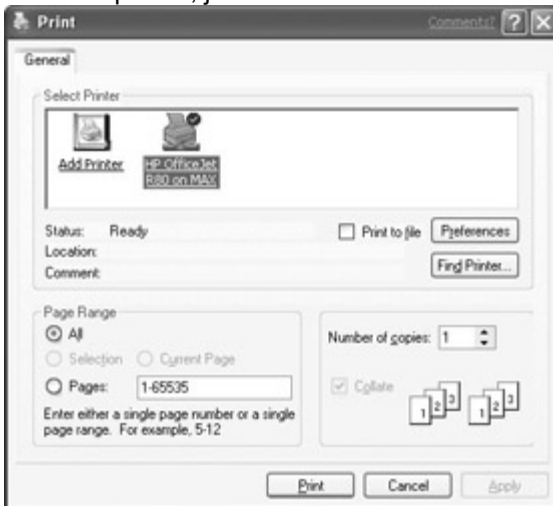 Print
Comments?
General
Select Printer
Add Printer
HP OfficeJet
R80 on MAX
Status: Ready
Print to file
Preferences
Location:
Comment:
Find Printer...
Page Range
All
Selection
Current Page
Pages: 1-65535
Enter either a single page number or a single
page range. For example, 5-12
Number of copies: 1
Collate
1 2 3 1 2 3
Print Cancel Apply